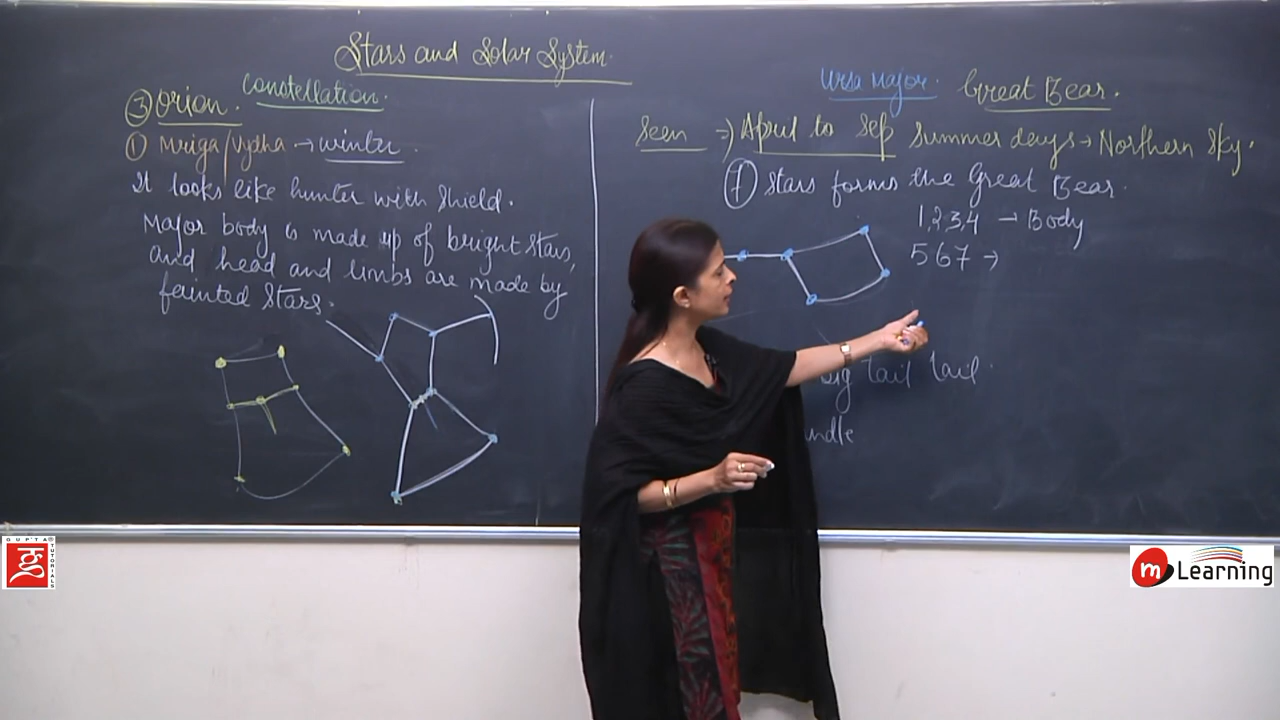 Stars and Solar System.
Constellation.
③ Orion.
① Mriga/Vydha → winter.
It looks like hunter with Shield.
Major body is made up of bright Stars,
and head and limbs are made by
fainted Stars.
Ursa Major. Great Bear.
Seen → April to Sep Summer days → Northern Sky.
⑦ Stars forms the Great Bear.
1,2,3,4 → Body
5 6 7 →
tail tail.
GUPTA TUTORIALS
m Learning